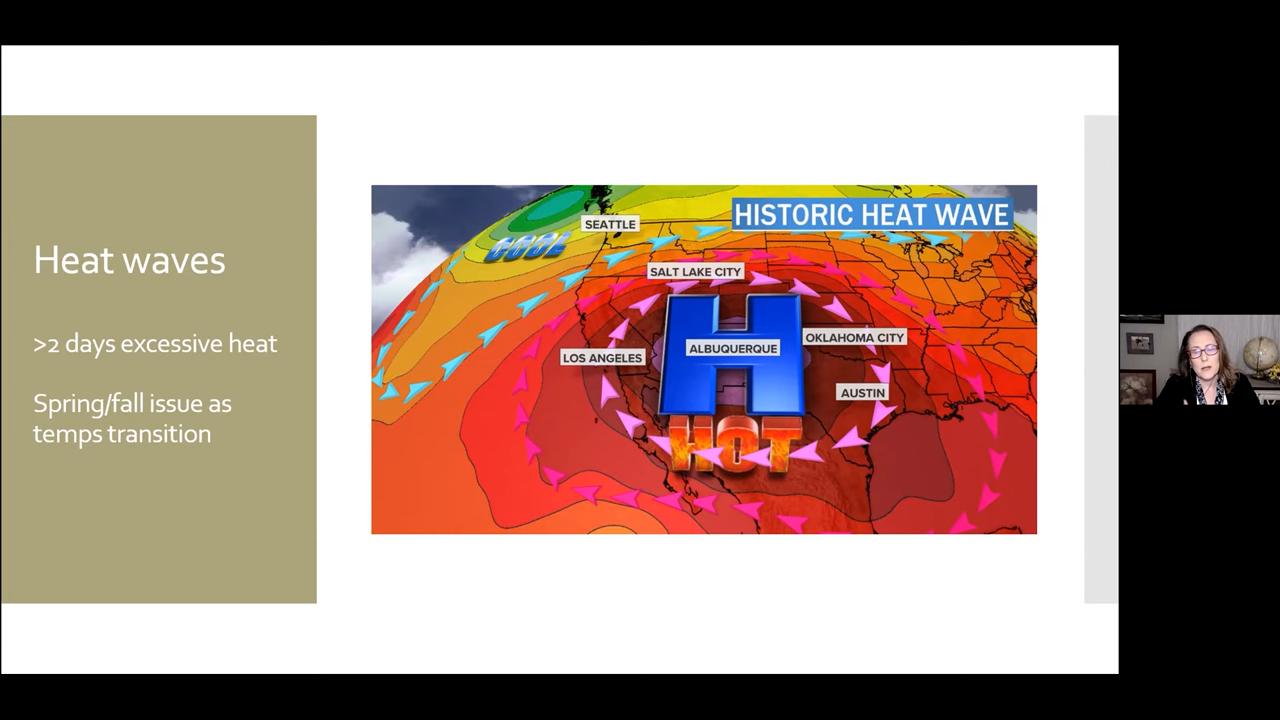 Heat waves
>2 days excessive heat
Spring/fall issue as
temps transition
HISTORIC HEAT WAVE
SEATTLE
COOL
SALT LAKE CITY
H
ALBUQUERQUE
OKLAHOMA CITY
LOS ANGELES
AUSTIN
HOT